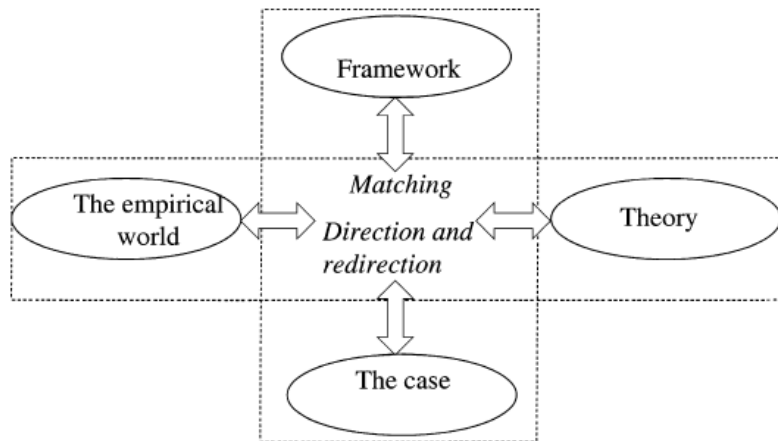 Framework
Matching
The empirical
world
Direction and
redirection
Theory
The case